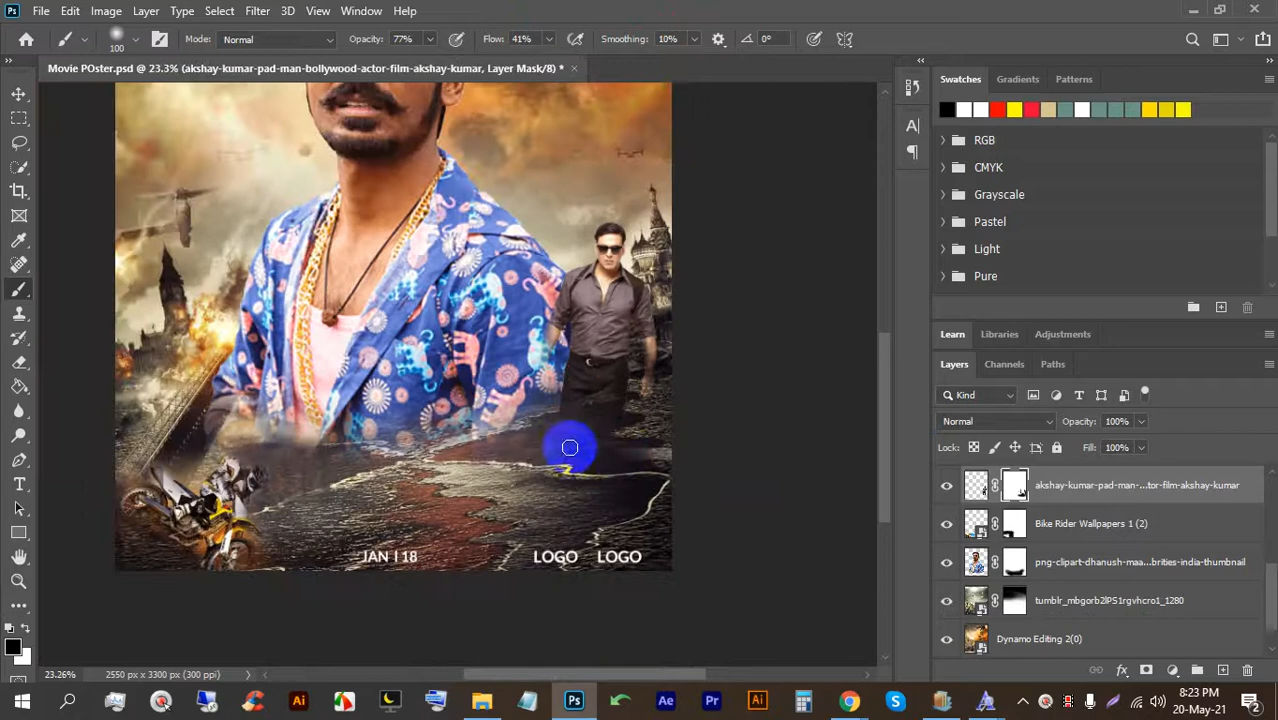 File Edit Image Layer Type Select Filter 3D View Window Help
100 Mode: Normal Opacity: 77% Flow: 41% Smoothing: 10% 0°
Movie POster.psd @ 23.3% (akshay-kumar-pad-man-bollywood-actor-film-akshay-kumar, Layer Mask/8) *
Swatches Gradients Patterns
RGB
CMYK
Grayscale
Pastel
Light
Pure
Learn Libraries Adjustments
Layers Channels Paths
Kind
Normal Opacity: 100%
Lock: Fill: 100%
akshay-kumar-pad-man-...tor-film-akshay-kumar
Bike Rider Wallpapers 1 (2)
png-clipart-dhanush-maa...brities-india-thumbnail
tumblr_mbgorb2lPS1rgvhcro1_1280
Dynamo Editing 2(0)
JAN | 18 LOGO LOGO
23.26% 2550 px x 3300 px (300 ppi)
8:23 PM
20-May-21